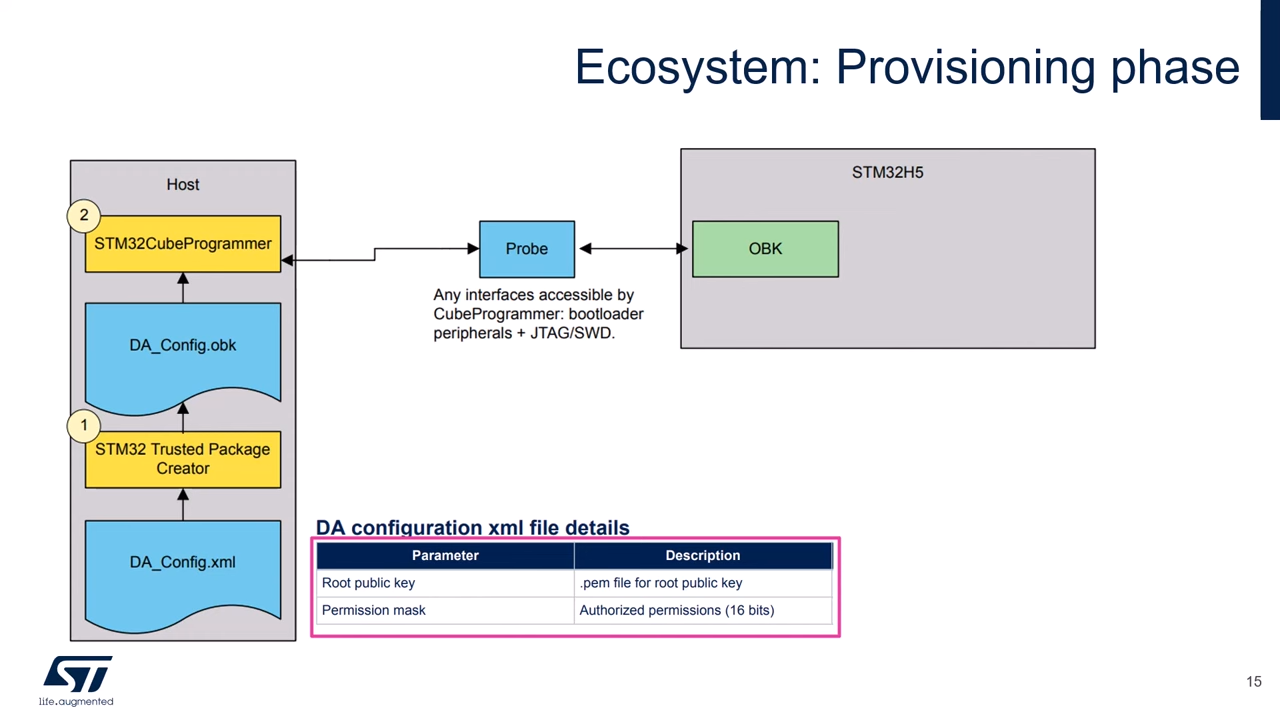 Ecosystem: Provisioning phase
Host
2
STM32CubeProgrammer
DA_Config.obk
1
STM32 Trusted Package
Creator
DA_Config.xml
Probe
Any interfaces accessible by
CubeProgrammer: bootloader
peripherals + JTAG/SWD.
STM32H5
OBK
DA configuration xml file details
Parameter Description
Root public key .pem file for root public key
Permission mask Authorized permissions (16 bits)
ST
life.augmented
15